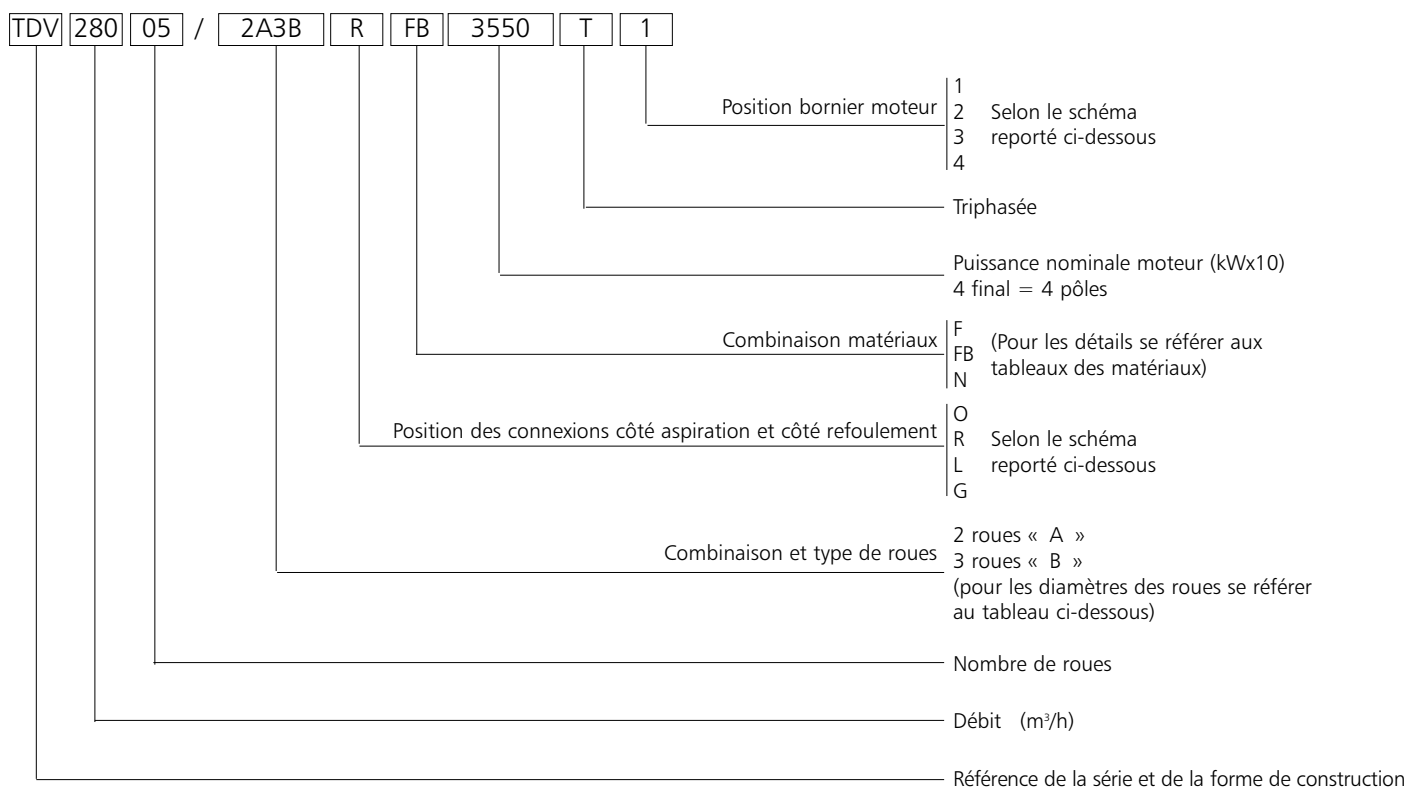 TDV 280 05 / 2A3B R FB 3550 T 1
Position bornier moteur
1
2
3
4
Selon le schéma
reporté ci-dessous
Triphasée
Puissance nominale moteur (kWx10)
4 final = 4 pôles
Combinaison matériaux
F
FB
N
(Pour les détails se référer aux
tableaux des matériaux)
Position des connexions côté aspiration et côté refoulement
O
R
L
G
Selon le schéma
reporté ci-dessous
Combinaison et type de roues
2 roues « A »
3 roues « B »
(pour les diamètres des roues se référer
au tableau ci-dessous)
Nombre de roues
Débit (m³/h)
Référence de la série et de la forme de construction